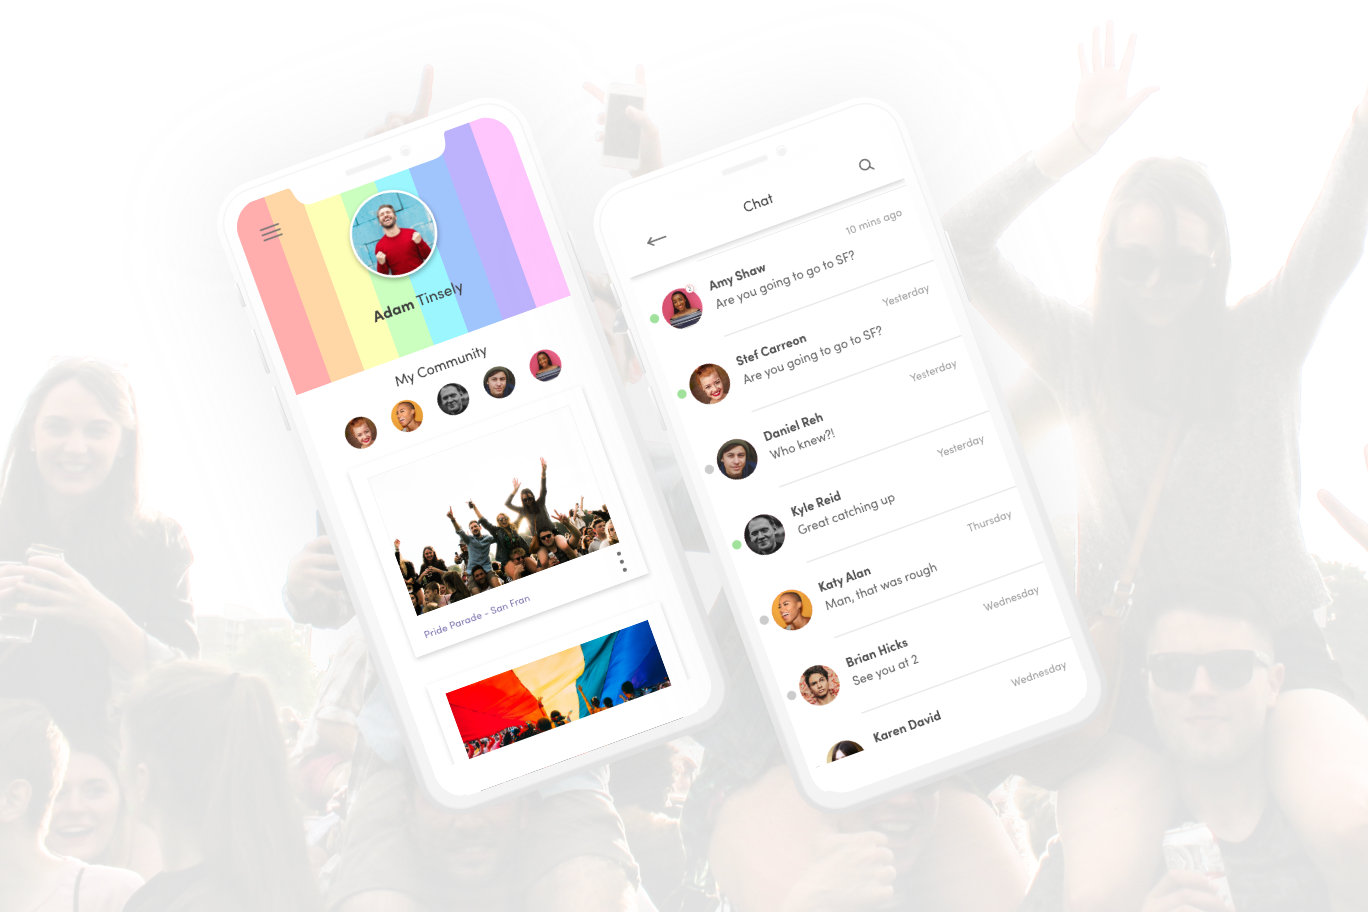 Adam Tinsely
My Community
Pride Parade - San Fran
Chat
10 mins ago
Amy Shaw
Are you going to go to SF?
Yesterday
Stef Carreon
Are you going to go to SF?
Yesterday
Daniel Reh
Who knew?!
Yesterday
Kyle Reid
Great catching up
Thursday
Katy Alan
Man, that was rough
Wednesday
Brian Hicks
See you at 2
Wednesday
Karen David